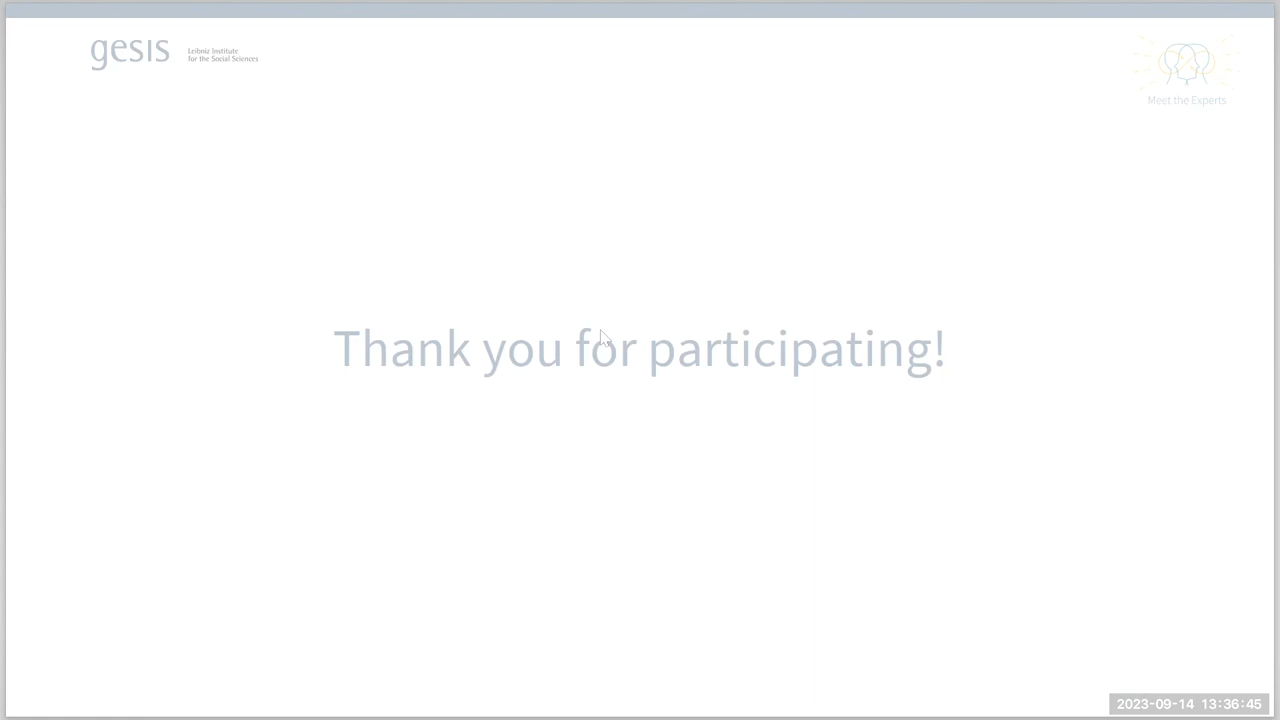 gesis
Leibniz Institute
for the Social Sciences
Meet the Experts
Thank you for participating!
2023-09-14 13:36:45